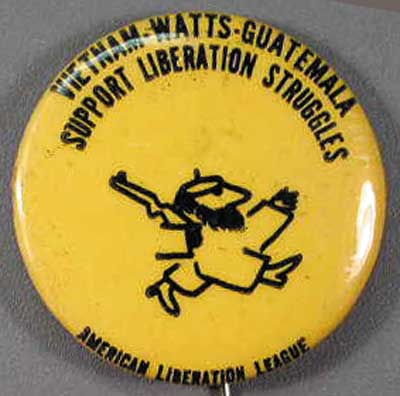 VIETNAM-WATTS-GUATEMALA
SUPPORT LIBERATION STRUGGLES
AMERICAN LIBERATION LEAGUE